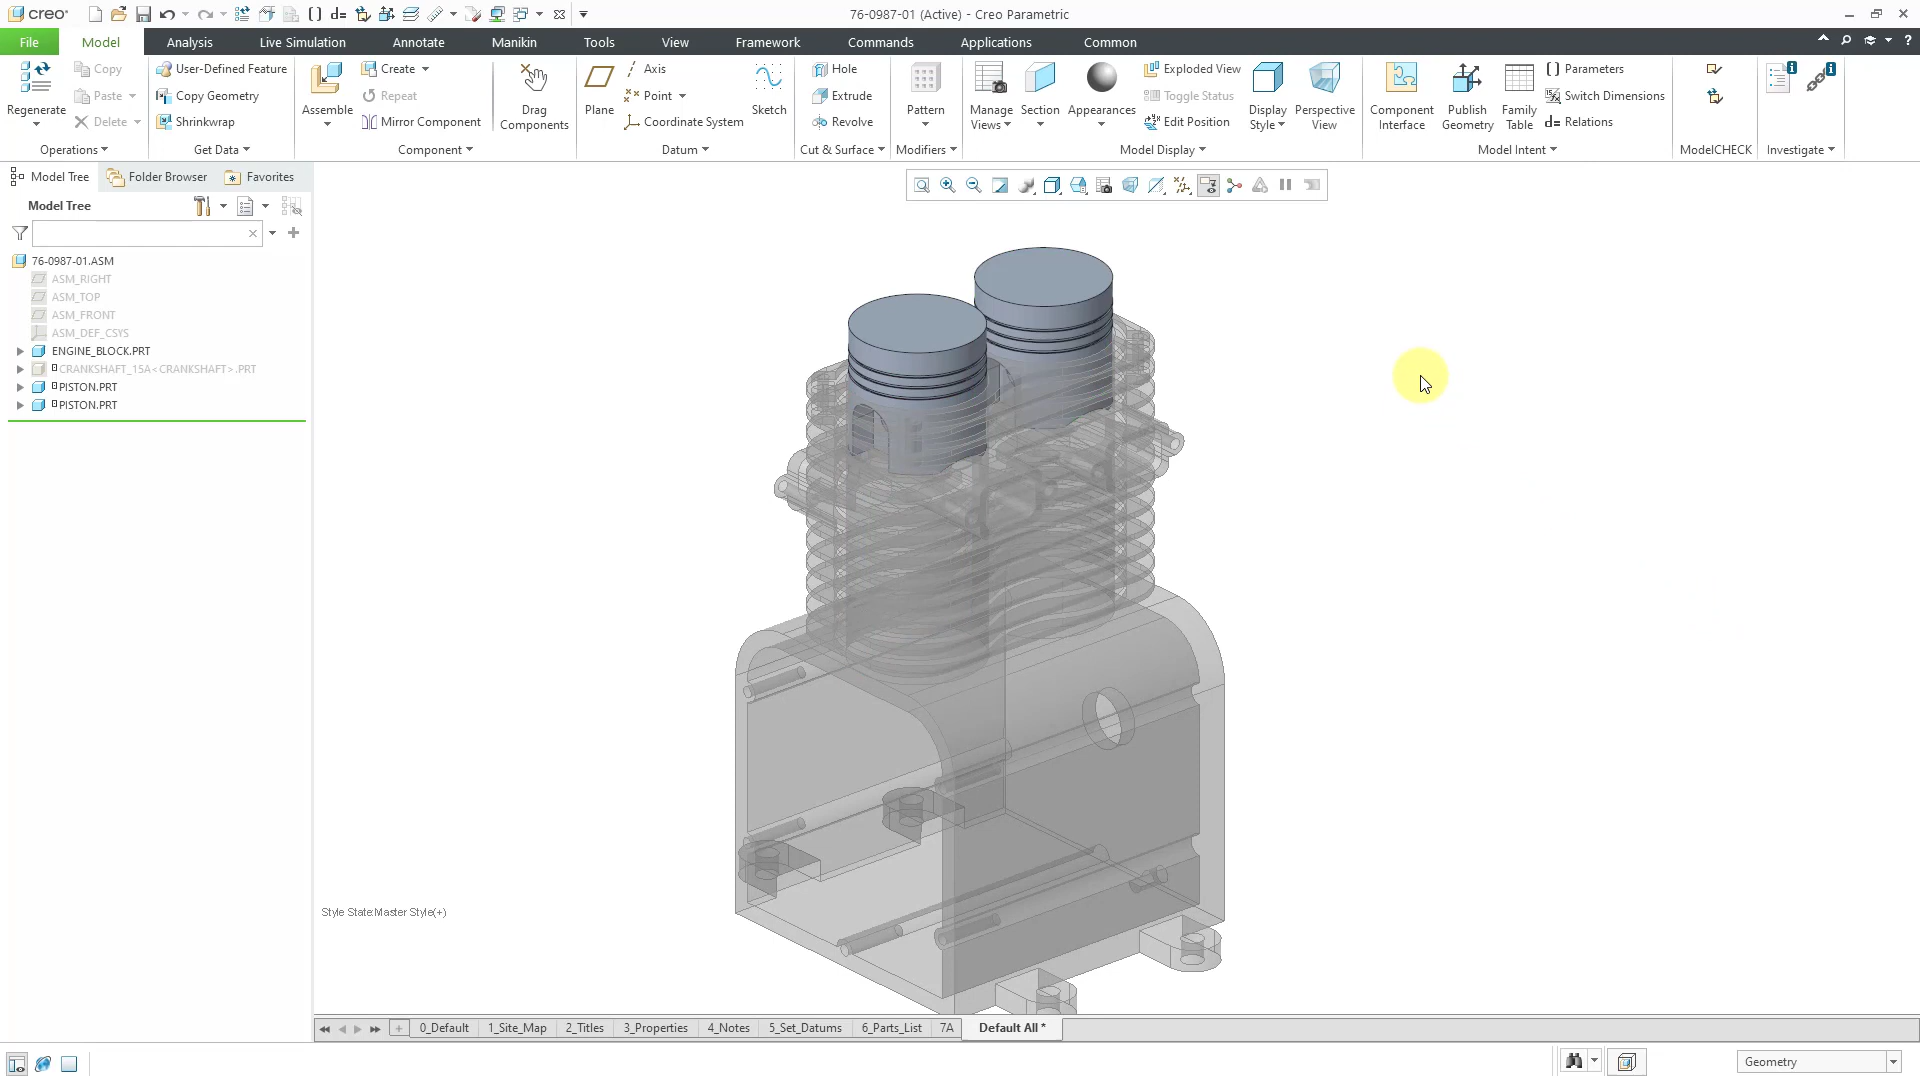 creo
76-0987-01 (Active) - Creo Parametric
File
Model
Analysis
Live Simulation
Annotate
Manikin
Tools
View
Framework
Commands
Applications
Common
Regenerate
Copy
Paste
Delete
Operations
User-Defined Feature
Copy Geometry
Shrinkwrap
Get Data
Assemble
Create
Repeat
Mirror Component
Component
Drag
Components
Plane
Axis
Point
Coordinate System
Sketch
Datum
Hole
Extrude
Revolve
Cut & Surface
Pattern
Modifiers
Manage
Views
Section
Appearances
Exploded View
Toggle Status
Edit Position
Display
Style
Perspective
View
Model Display
Component
Interface
Publish
Geometry
Family
Table
Parameters
Switch Dimensions
d= Relations
Model Intent
ModelCHECK
Investigate
Model Tree
Folder Browser
Favorites
Model Tree
76-0987-01.ASM
ASM_RIGHT
ASM_TOP
ASM_FRONT
ASM_DEF_CSYS
ENGINE_BLOCK.PRT
CRANKSHAFT_15A<CRANKSHAFT>.PRT
PISTON.PRT
PISTON.PRT
Style State:Master Style(+)
0_Default
1_Site_Map
2_Titles
3_Properties
4_Notes
5_Set_Datums
6_Parts_List
7A
Default All *
Geometry